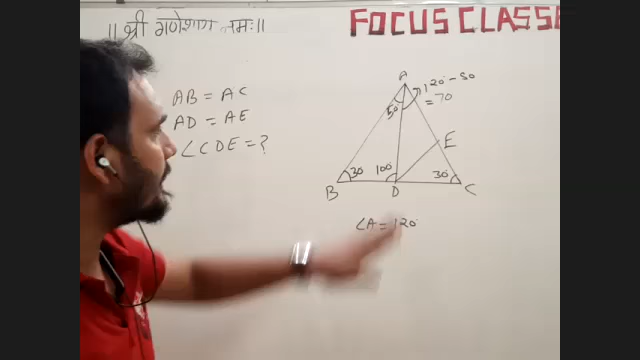 ॥ श्री गणेशाय नमः ॥
FOCUS CLASSE
AB = AC
AD = AE
∠CDE = ?
A
120° - 50
= 70
50°
E
30°
100°
30°
B
D
C
∠A = 120°